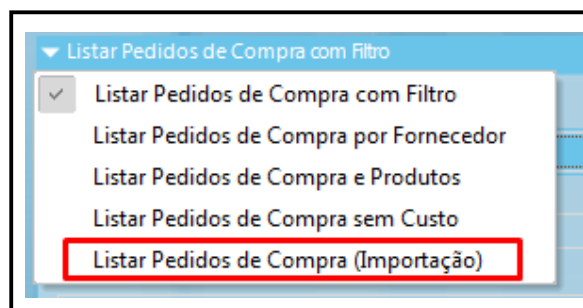 Listar Pedidos de Compra com Filtro
Listar Pedidos de Compra com Filtro
Listar Pedidos de Compra por Fornecedor
Listar Pedidos de Compra e Produtos
Listar Pedidos de Compra sem Custo
Listar Pedidos de Compra (Importação)